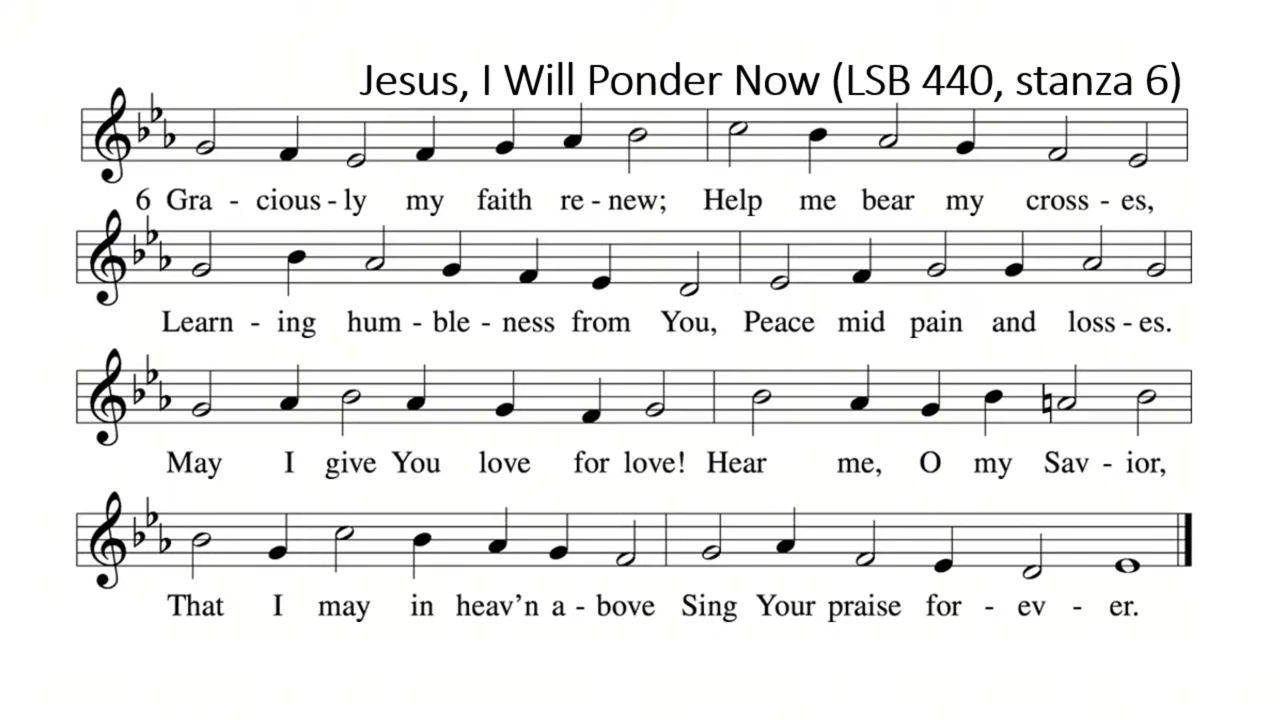 Jesus, I Will Ponder Now (LSB 440, stanza 6)
6 Gra - cious - ly my faith re - new; Help me bear my cross - es,
Learn - ing hum - ble - ness from You, Peace mid pain and loss - es.
May I give You love for love! Hear me, O my Sav - ior,
That I may in heav’n a - bove Sing Your praise for - ev - er.